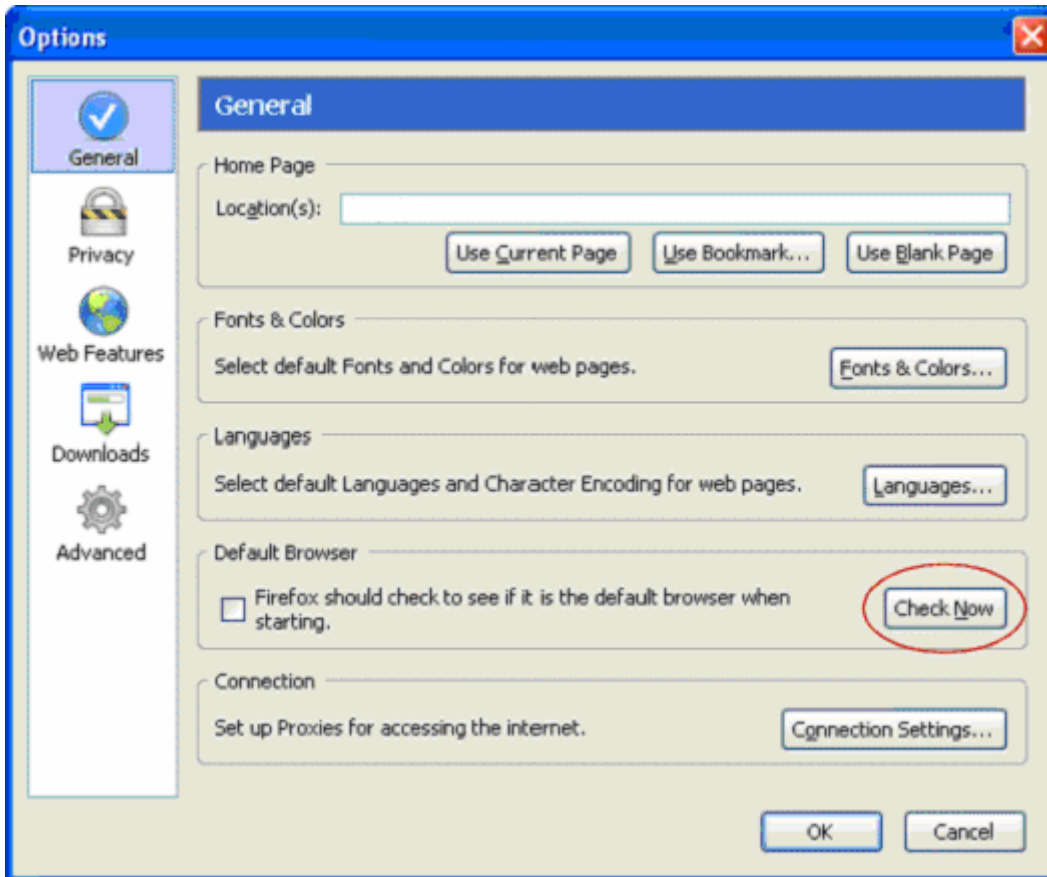 Options
General
Privacy
Web Features
Downloads
Advanced
General
Home Page
Location(s):
Use Current Page
Use Bookmark...
Use Blank Page
Fonts & Colors
Select default Fonts and Colors for web pages.
Fonts & Colors...
Languages
Select default Languages and Character Encoding for web pages.
Languages...
Default Browser
Firefox should check to see if it is the default browser when
starting.
Check Now
Connection
Set up Proxies for accessing the internet.
Connection Settings...
OK
Cancel